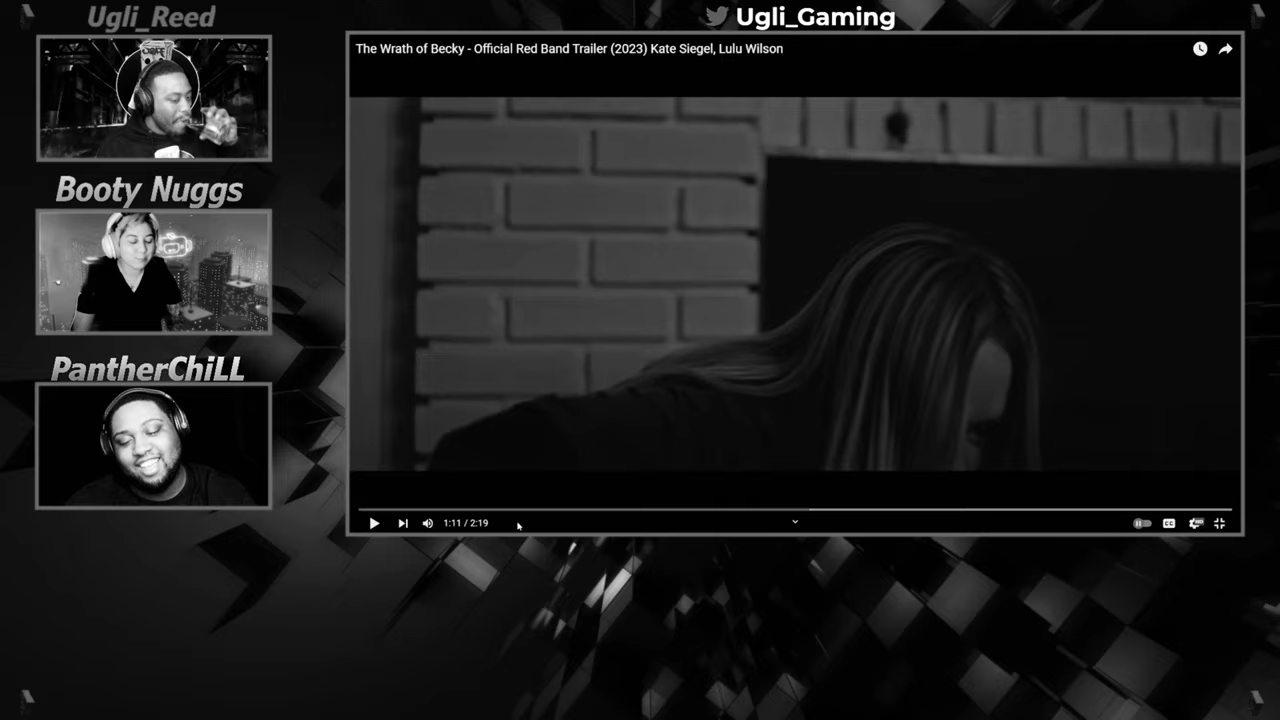 Ugli_Reed
Ugli_Gaming
The Wrath of Becky - Official Red Band Trailer (2023) Kate Siegel, Lulu Wilson
Booty Nuggs
PantherChiLL
1:11 / 2:19
CC